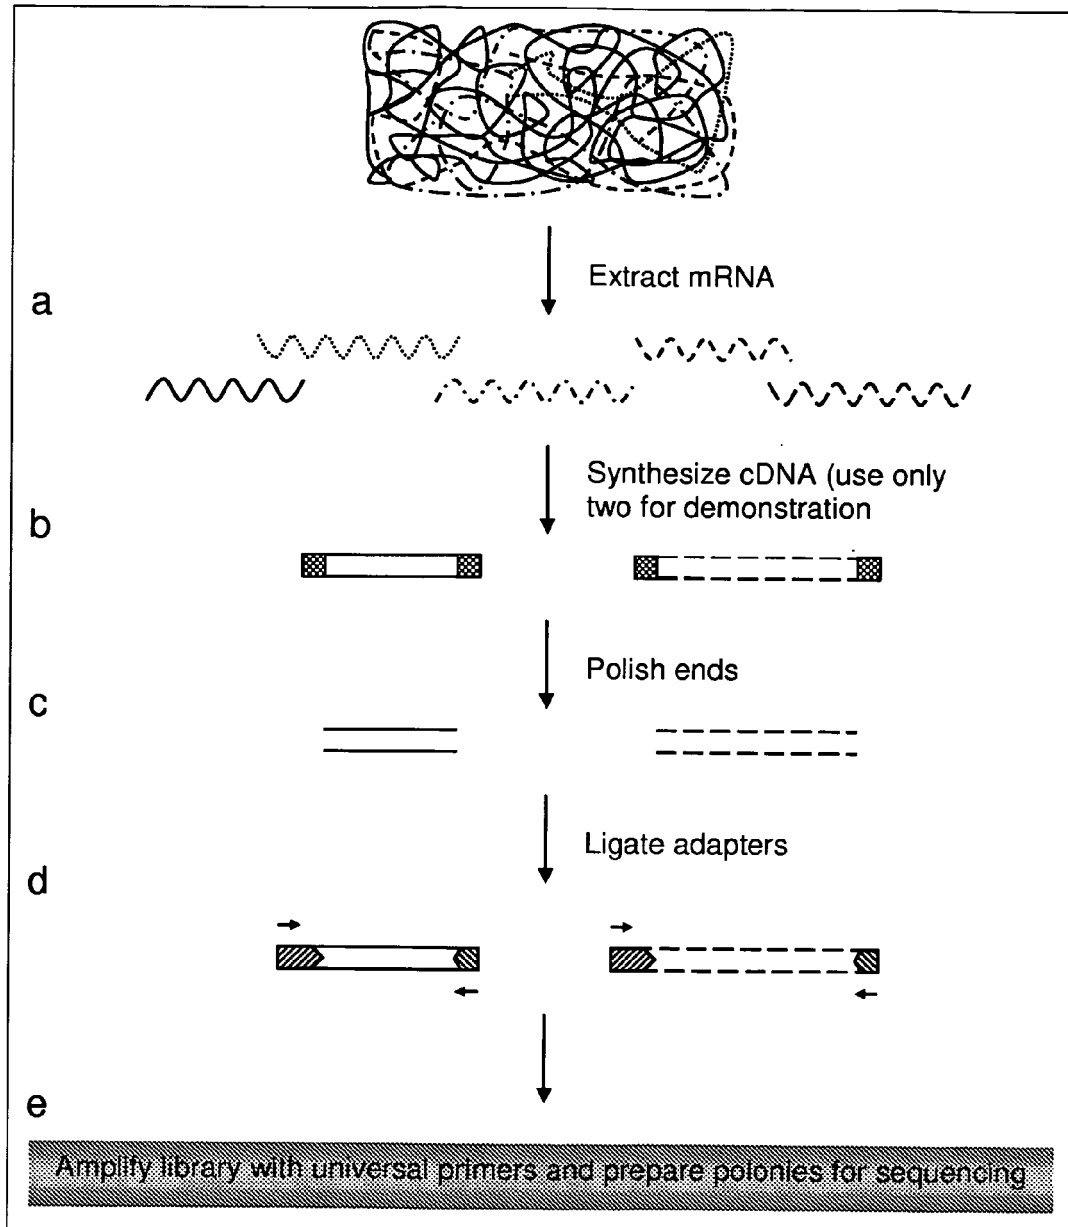 Extract mRNA
a
Synthesize cDNA (use only
two for demonstration
b
Polish ends
c
Ligate adapters
d
e
Amplify library with universal primers and prepare polonies for sequencing